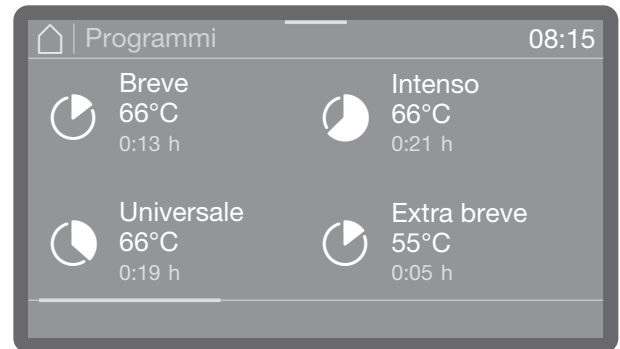 Programmi
08:15
Breve
66°C
0:13 h
Intenso
66°C
0:21 h
Universale
66°C
0:19 h
Extra breve
55°C
0:05 h